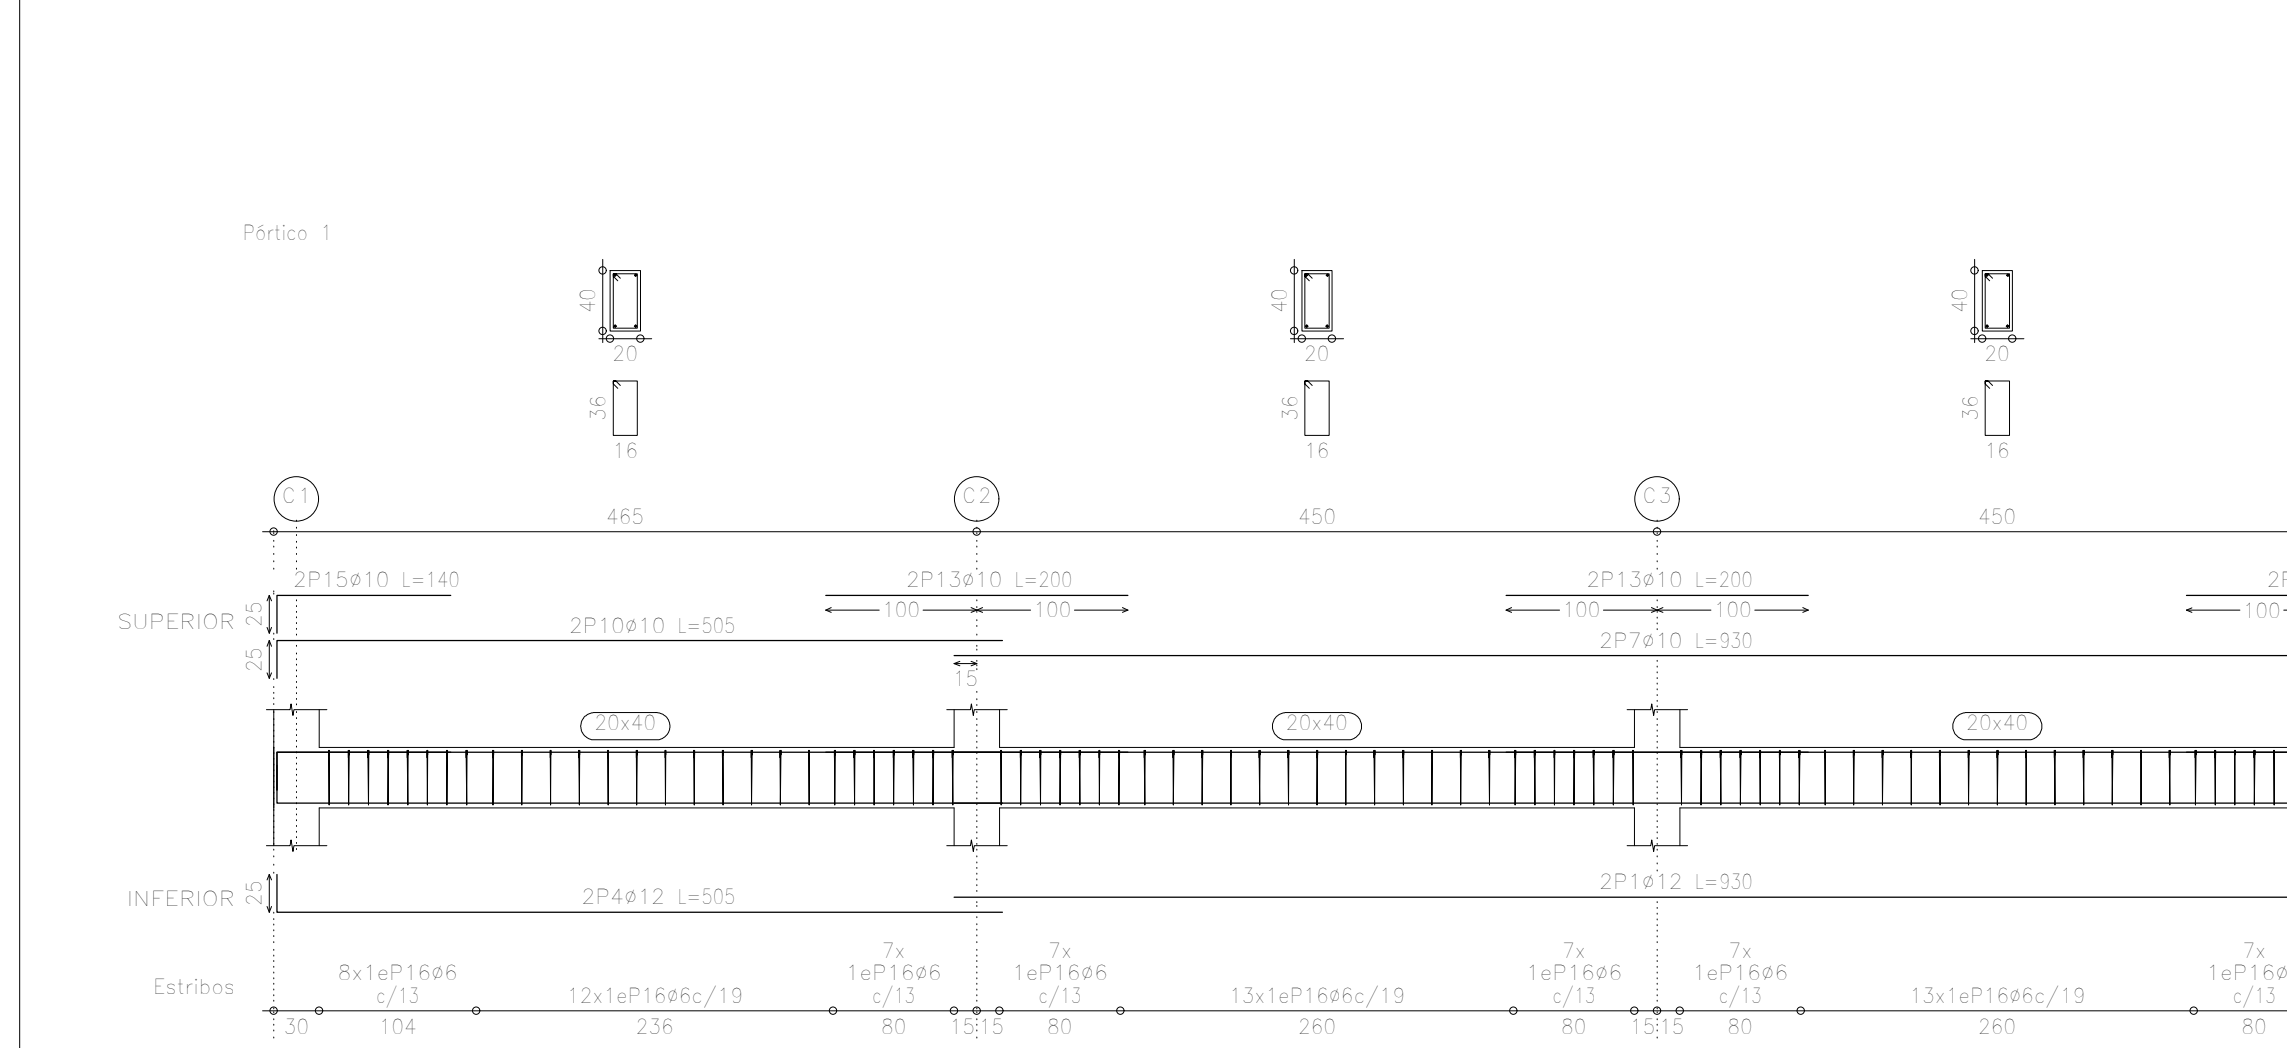 Pórtico 1
40
20
36
16
40
20
36
16
40
20
36
16
C1
C2
C3
465
450
450
2P15ø10 L=140
2P13ø10 L=200
2P13ø10 L=200
2P
25
100
100
100
100
100
SUPERIOR
2P10ø10 L=505
2P7ø10 L=930
25
15
20x40
20x40
20x40
INFERIOR
25
2P4ø12 L=505
2P1ø12 L=930
Estribos
8x1eP16ø6
c/13
12x1eP16ø6c/19
7x
1eP16ø6
c/13
7x
1eP16ø6
c/13
13x1eP16ø6c/19
7x
1eP16ø6
c/13
7x
1eP16ø6
c/13
13x1eP16ø6c/19
7x
1eP16ø
c/13
30
104
236
80
15
15
80
260
80
15
15
80
260
80